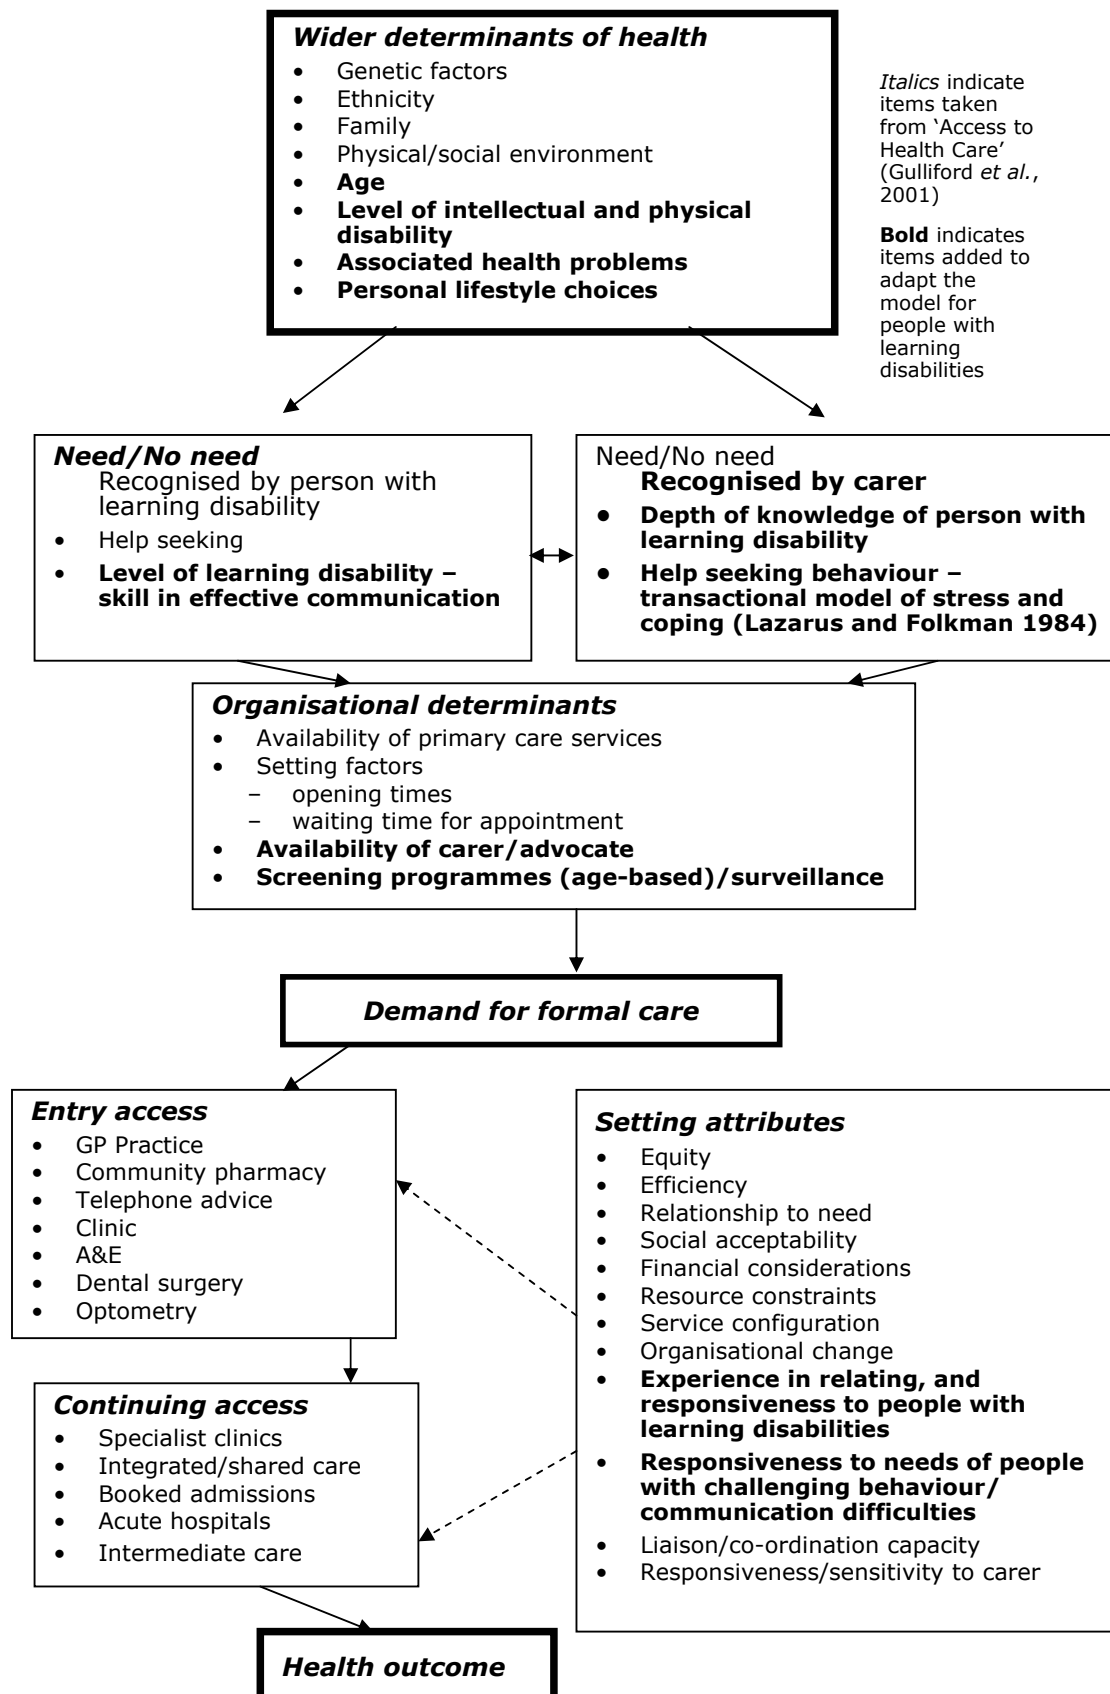 Wider determinants of health
• Genetic factors
• Ethnicity
• Family
• Physical/social environment
• Age
• Level of intellectual and physical
disability
• Associated health problems
• Personal lifestyle choices
Italics indicate
items taken
from ‘Access to
Health Care’
(Gulliford et al.,
2001)
Bold indicates
items added to
adapt the
model for
people with
learning
disabilities
Need/No need
Recognised by person with
learning disability
• Help seeking
• Level of learning disability –
skill in effective communication
Need/No need
Recognised by carer
• Depth of knowledge of person with
learning disability
• Help seeking behaviour –
transactional model of stress and
coping (Lazarus and Folkman 1984)
Organisational determinants
• Availability of primary care services
• Setting factors
– opening times
– waiting time for appointment
• Availability of carer/advocate
• Screening programmes (age-based)/surveillance
Demand for formal care
Entry access
• GP Practice
• Community pharmacy
• Telephone advice
• Clinic
• A&E
• Dental surgery
• Optometry
Setting attributes
• Equity
• Efficiency
• Relationship to need
• Social acceptability
• Financial considerations
• Resource constraints
• Service configuration
• Organisational change
• Experience in relating, and
responsiveness to people with
learning disabilities
• Responsiveness to needs of people
with challenging behaviour/
communication difficulties
• Liaison/co-ordination capacity
• Responsiveness/sensitivity to carer
Continuing access
• Specialist clinics
• Integrated/shared care
• Booked admissions
• Acute hospitals
• Intermediate care
Health outcome